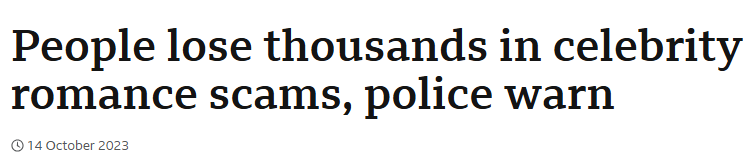 People lose thousands in celebrity
romance scams, police warn
14 October 2023